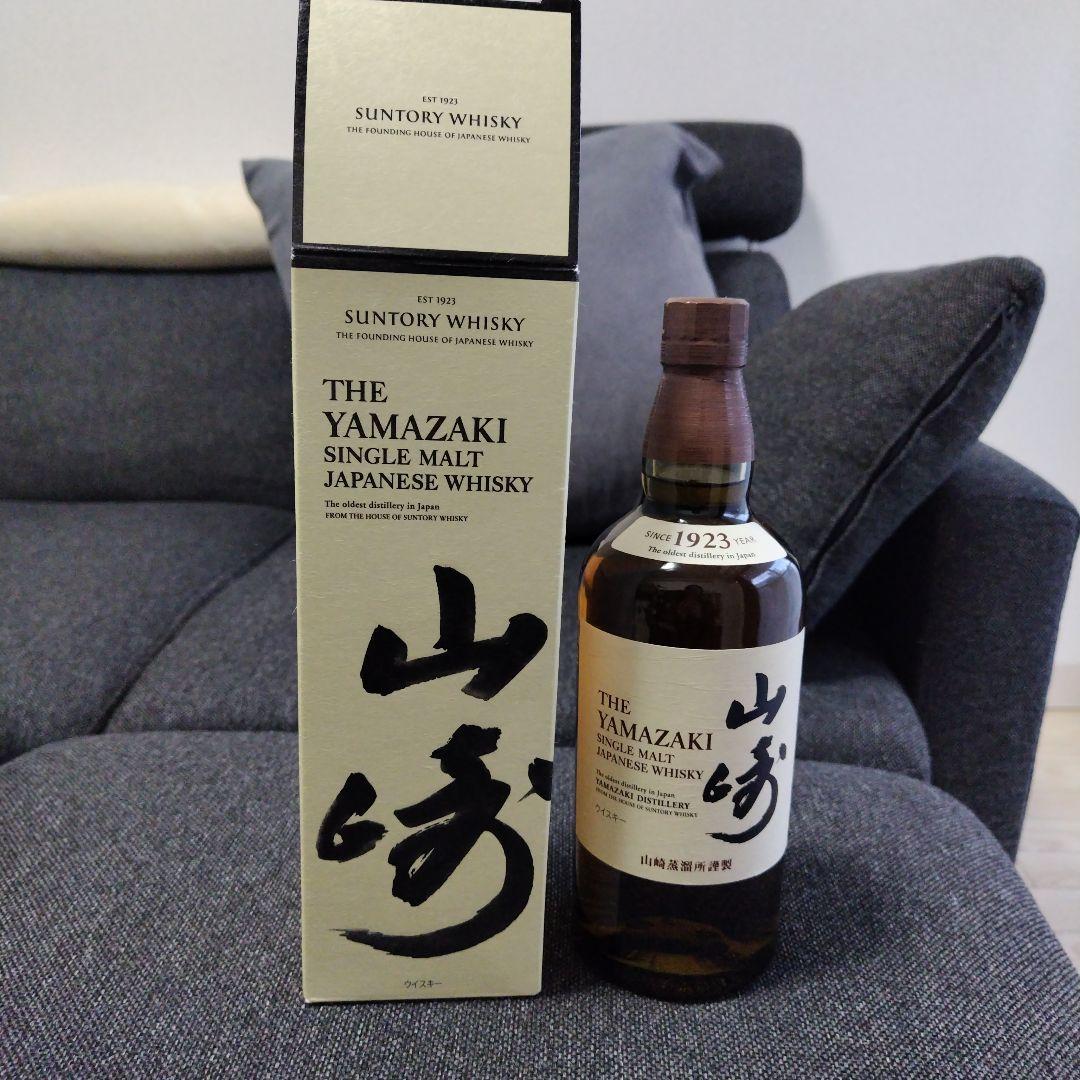 EST 1923
SUNTORY WHISKY
THE FOUNDING HOUSE OF JAPANESE WHISKY
EST 1923
SUNTORY WHISKY
THE FOUNDING HOUSE OF JAPANESE WHISKY
THE
YAMAZAKI
SINGLE MALT
JAPANESE WHISKY
The oldest distillery in Japan
FROM THE HOUSE OF SUNTORY WHISKY
山
崎
ウイスキー
SINCE 1923 YEAR
The oldest distillery in Japan
THE
YAMAZAKI
SINGLE MALT
JAPANESE WHISKY
The oldest distillery in Japan
YAMAZAKI DISTILLERY
FROM THE HOUSE OF SUNTORY WHISKY
ウイスキー
山
崎
山崎蒸溜所謹製